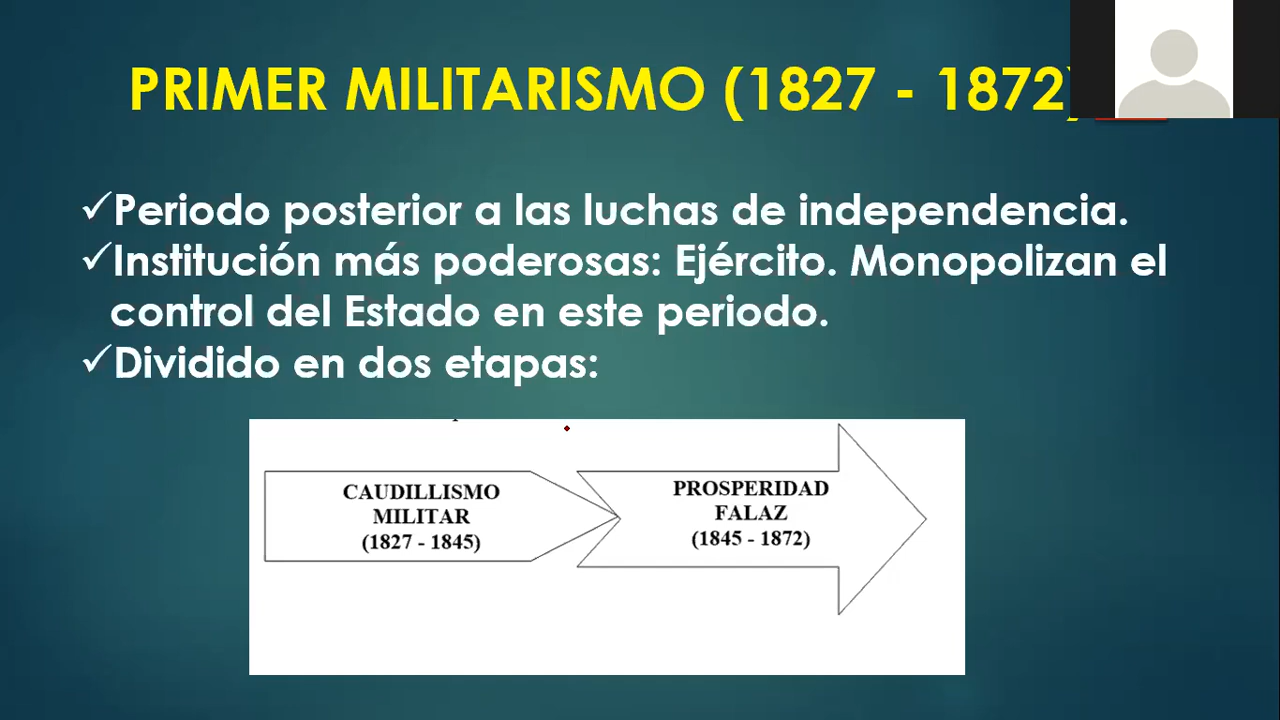 PRIMER MILITARISMO (1827 - 1872)
✓Periodo posterior a las luchas de independencia.
✓Institución más poderosas: Ejército. Monopolizan el
control del Estado en este periodo.
✓Dividido en dos etapas:
CAUDILLISMO
MILITAR
(1827 - 1845)
PROSPERIDAD
FALAZ
(1845 - 1872)